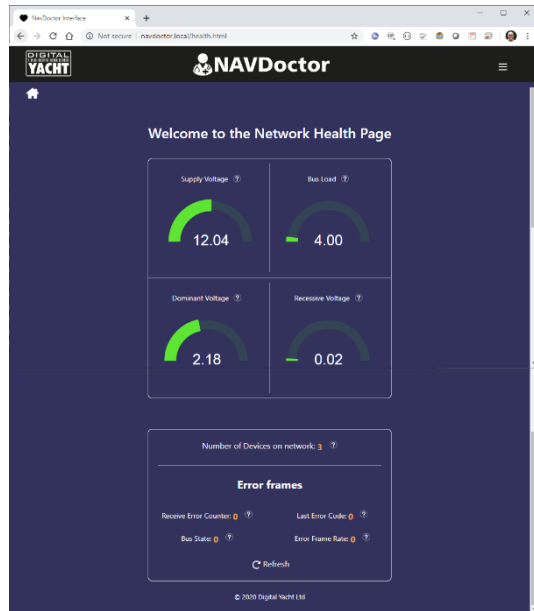 NavDoctor Interface
Not secure | navdoctor.local/health.html
DIGITAL
YACHT
NAVDoctor
Welcome to the Network Health Page
Supply Voltage ?
Bus Load ?
12.04
4.00
Dominant Voltage ?
Recessive Voltage ?
2.18
0.02
Number of Devices on network: 3 ?
Error frames
Receive Error Counter: 0 ?
Last Error Code: 0 ?
Bus State: 0 ?
Error Frame Rate: 0 ?
Refresh
© 2020 Digital Yacht Ltd